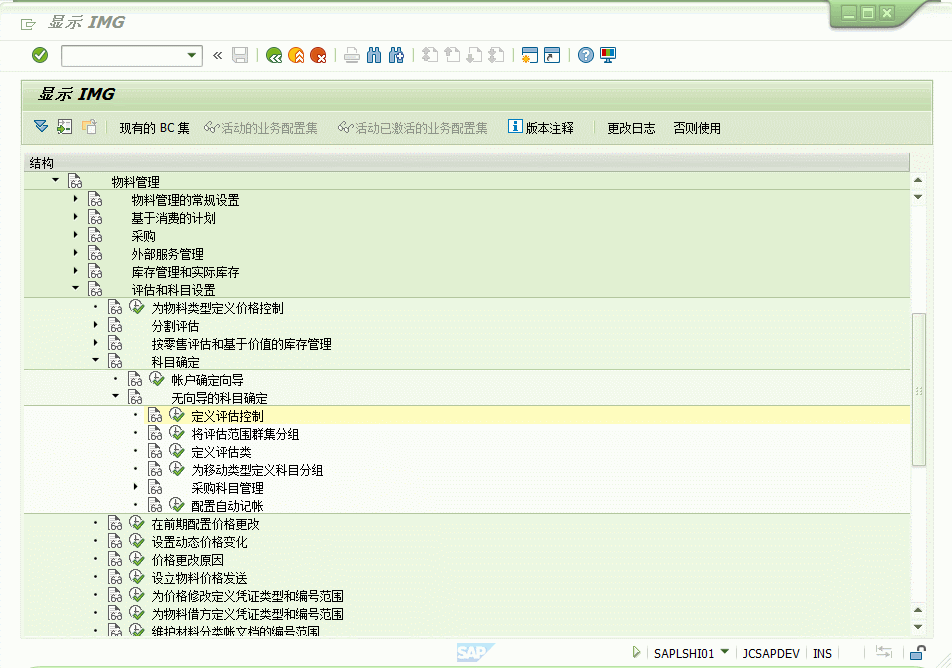 显示 IMG
显示 IMG
现有的 BC 集 活动的业务配置集 活动已激活的业务配置集 版本注释 更改日志 否则使用
结构
物料管理
物料管理的常规设置
基于消费的计划
采购
外部服务管理
库存管理和实际库存
评估和科目设置
为物料类型定义价格控制
分割评估
按零售评估和基于价值的库存管理
科目确定
帐户确定向导
无向导的科目确定
定义评估控制
将评估范围群集分组
定义评估类
为移动类型定义科目分组
采购科目管理
配置自动记帐
在前期配置价格更改
设置动态价格变化
价格更改原因
设立物料价格发送
为价格修改定义凭证类型和编号范围
为物料借方定义凭证类型和编号范围
维护材料分类帐文档的编号范围
SAP SAPLSHI01 JCSAPDEV INS